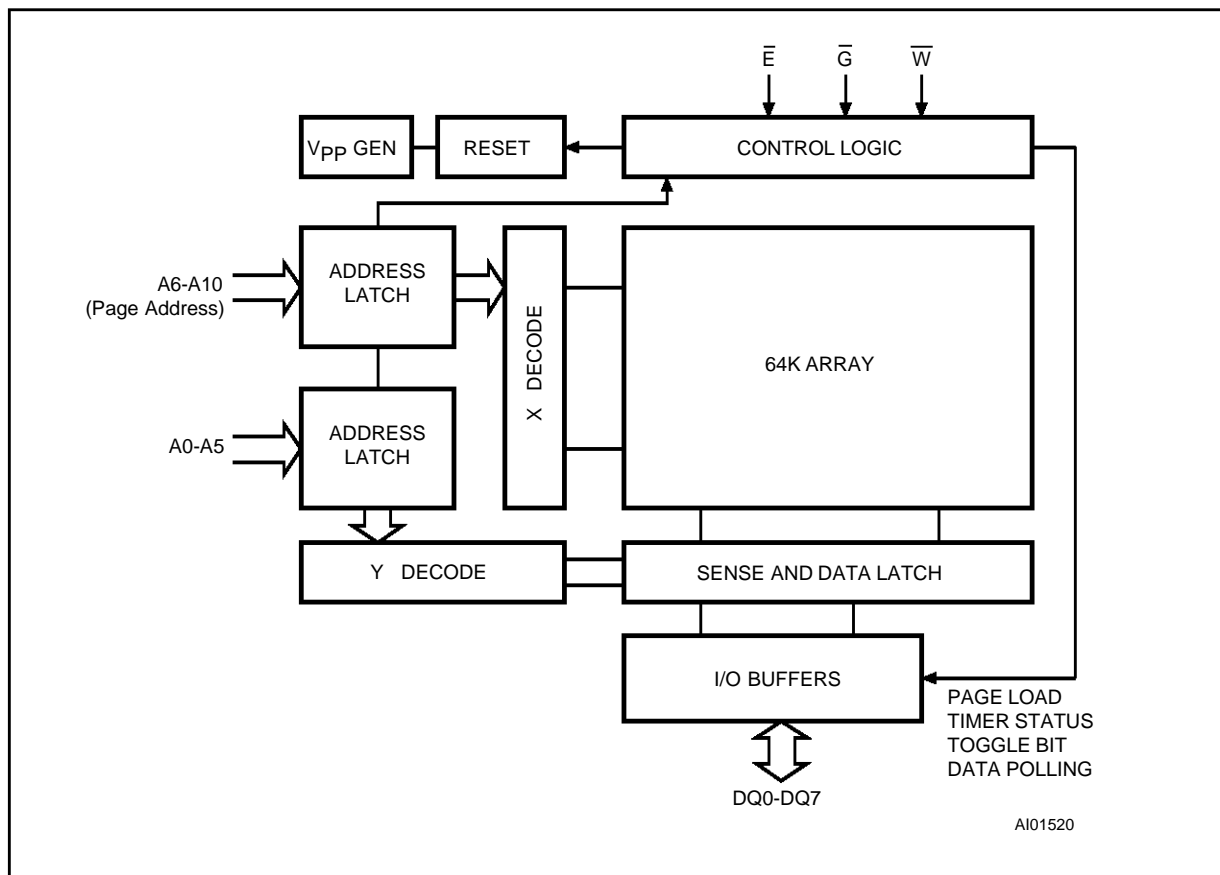 E̅ G̅ W̅
VPP GEN
RESET
CONTROL LOGIC
A6-A10
(Page Address)
ADDRESS
LATCH
X DECODE
64K ARRAY
A0-A5
ADDRESS
LATCH
Y DECODE
SENSE AND DATA LATCH
I/O BUFFERS
PAGE LOAD
TIMER STATUS
TOGGLE BIT
DATA POLLING
DQ0-DQ7
AI01520